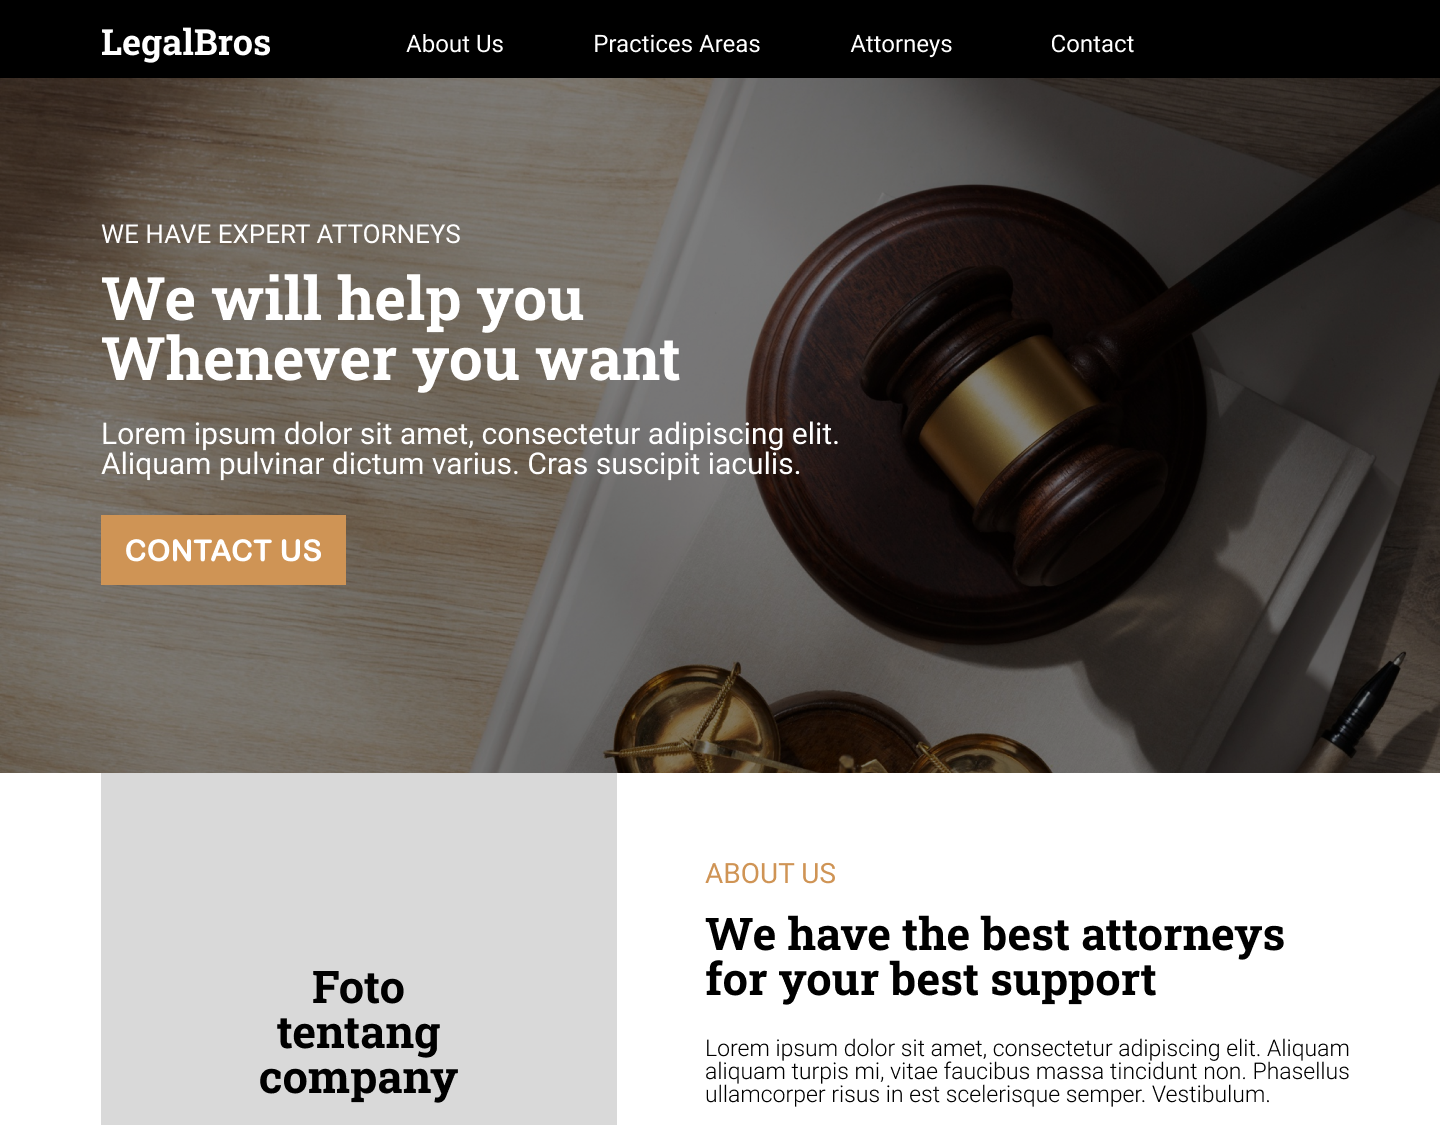 LegalBros
About Us
Practices Areas
Attorneys
Contact
WE HAVE EXPERT ATTORNEYS
We will help you
Whenever you want
Lorem ipsum dolor sit amet, consectetur adipiscing elit.
Aliquam pulvinar dictum varius. Cras suscipit iaculis.
CONTACT US
Foto
tentang
company
ABOUT US
We have the best attorneys
for your best support
Lorem ipsum dolor sit amet, consectetur adipiscing elit. Aliquam
aliquam turpis mi, vitae faucibus massa tincidunt non. Phasellus
ullamcorper risus in est scelerisque semper. Vestibulum.